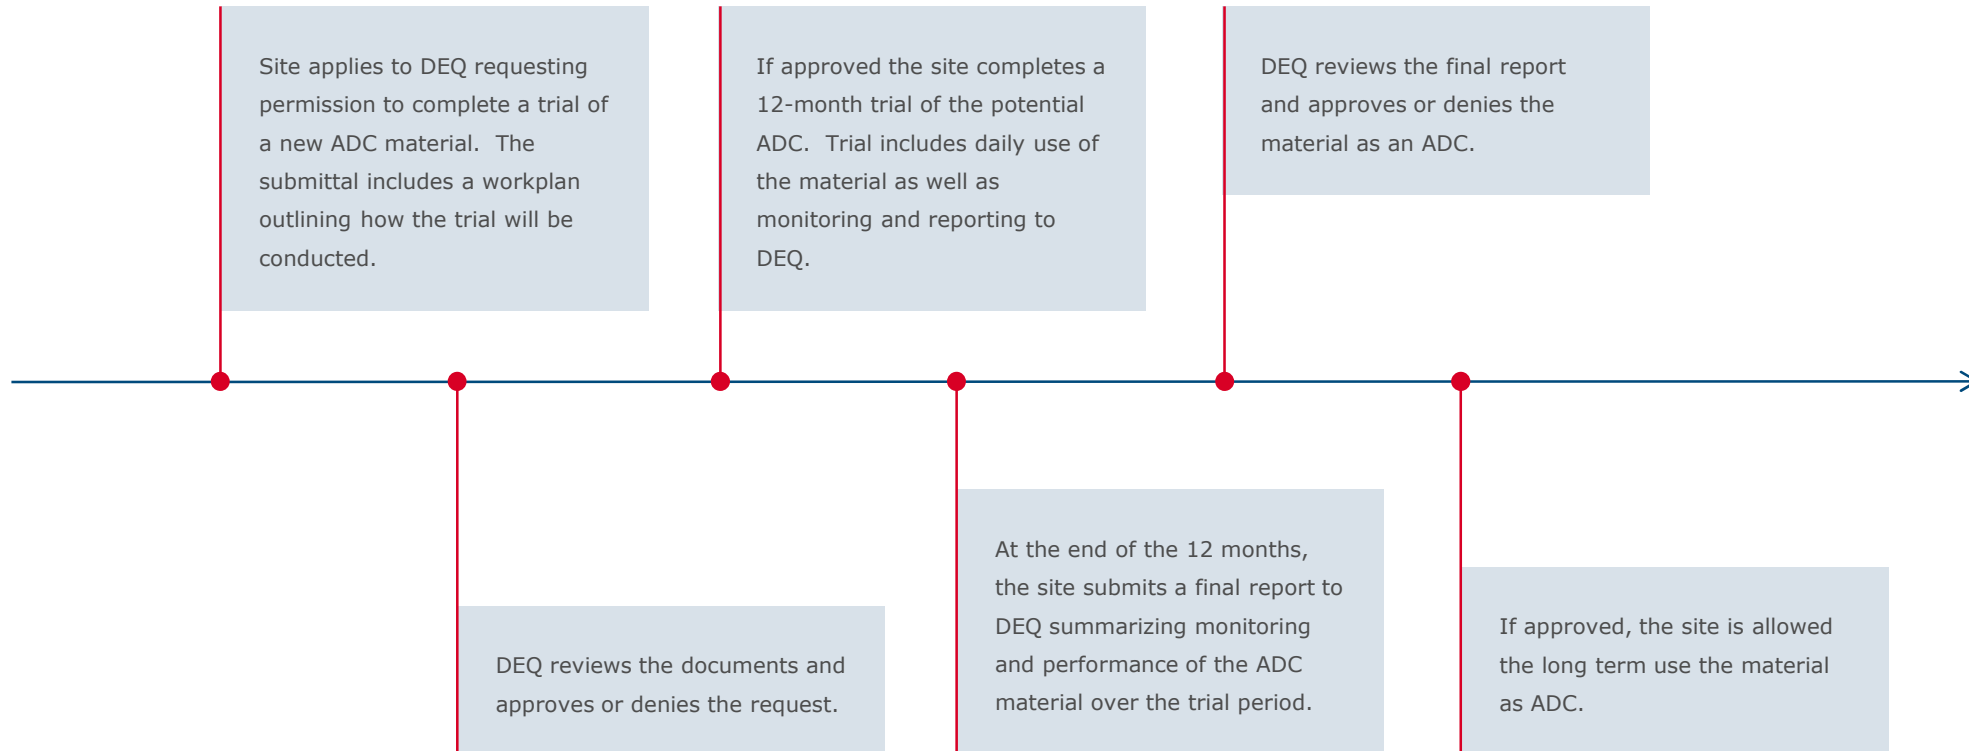 Site applies to DEQ requesting
permission to complete a trial of
a new ADC material.  The
submittal includes a workplan
outlining how the trial will be
conducted.
DEQ reviews the documents and
approves or denies the request.
If approved the site completes a
12-month trial of the potential
ADC.  Trial includes daily use of
the material as well as
monitoring and reporting to
DEQ.
At the end of the 12 months,
the site submits a final report to
DEQ summarizing monitoring
and performance of the ADC
material over the trial period.
DEQ reviews the final report
and approves or denies the
material as an ADC.
If approved, the site is allowed
the long term use the material
as ADC.